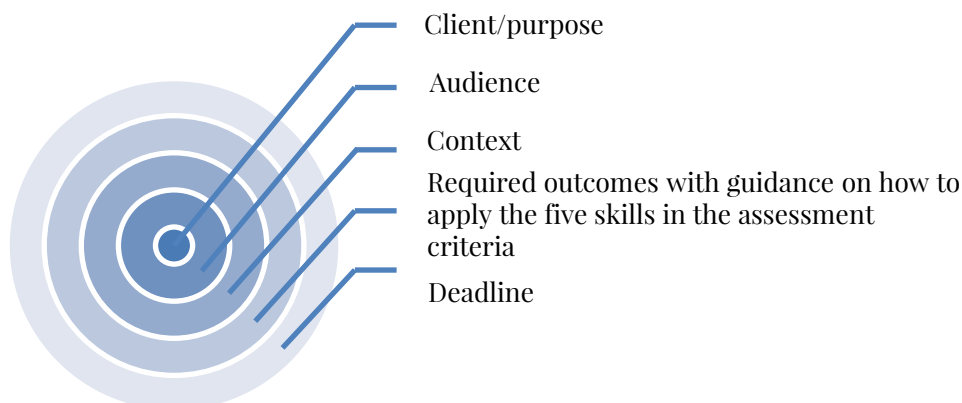 Client/purpose
Audience
Context
Required outcomes with guidance on how to
apply the five skills in the assessment
criteria
Deadline